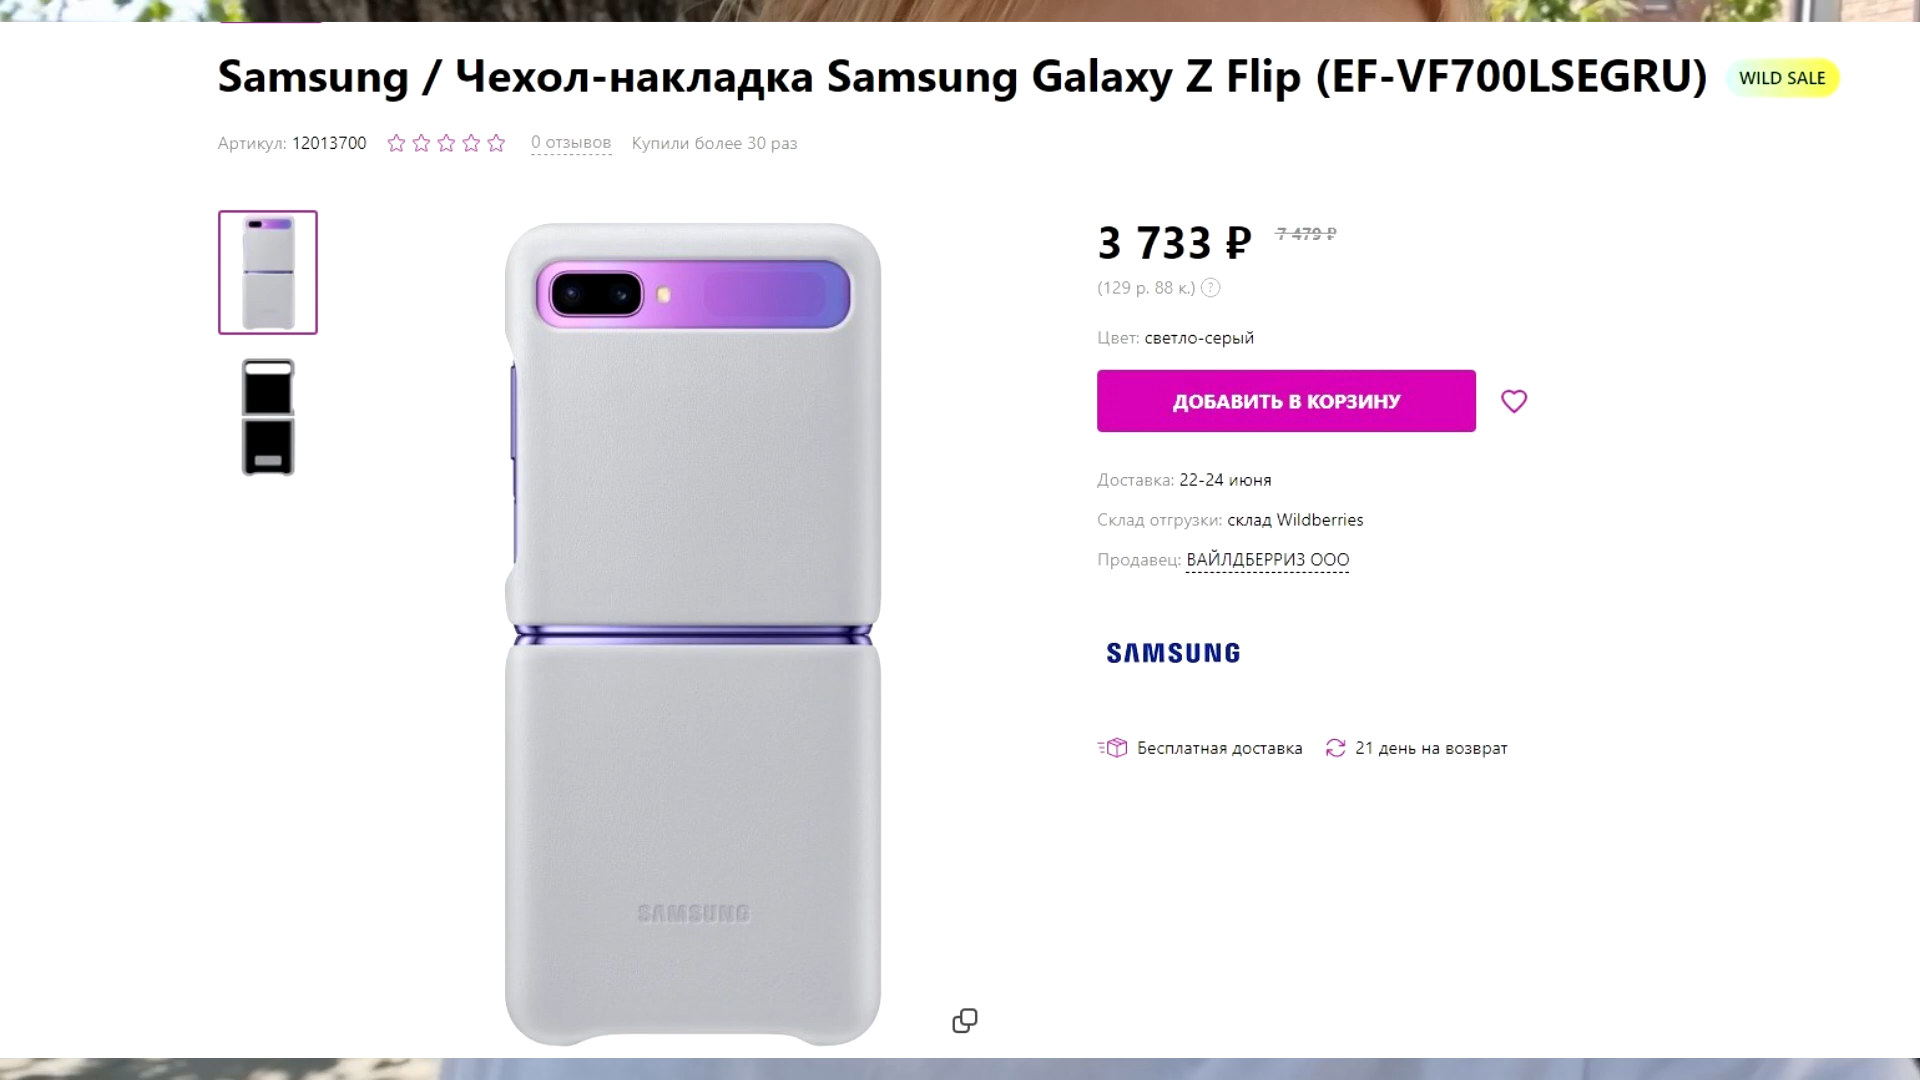 Samsung / Чехол-накладка Samsung Galaxy Z Flip (EF-VF700LSEGRU) WILD SALE
Артикул: 12013700 0 отзывов Купили более 30 раз
3 733 ₽ 7 479 ₽
(129 р. 88 к.) ?
Цвет: светло-серый
ДОБАВИТЬ В КОРЗИНУ
Доставка: 22-24 июня
Склад отгрузки: склад Wildberries
Продавец: ВАЙЛДБЕРРИЗ ООО
SAMSUNG
Бесплатная доставка 21 день на возврат
SAMSUNG